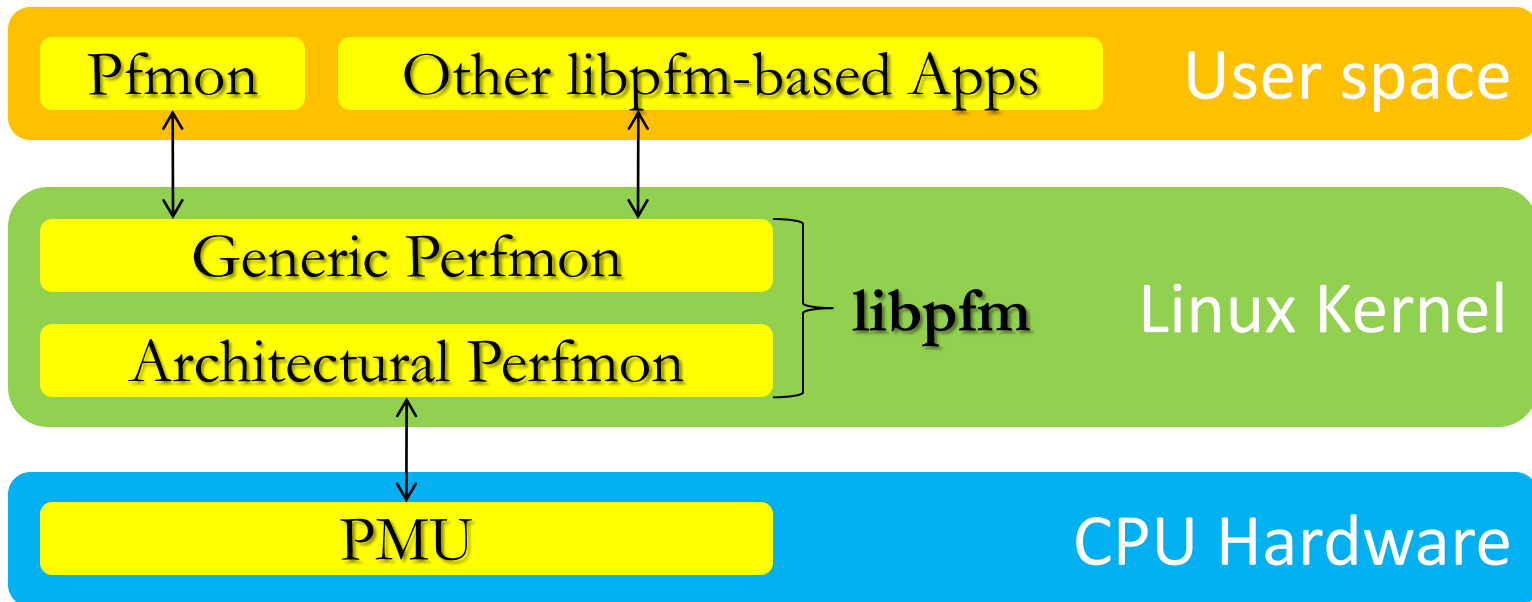 Pfmon
Other libpfm-based Apps
User space
Generic Perfmon
Architectural Perfmon
libpfm
Linux Kernel
PMU
CPU Hardware